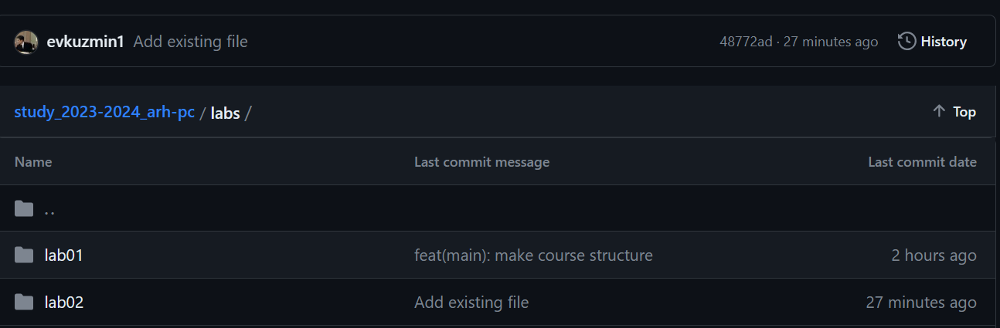 evkuzmin1 Add existing file 48772ad · 27 minutes ago History
study_2023-2024_arh-pc / labs / Top
Name Last commit message Last commit date
..
lab01 feat(main): make course structure 2 hours ago
lab02 Add existing file 27 minutes ago